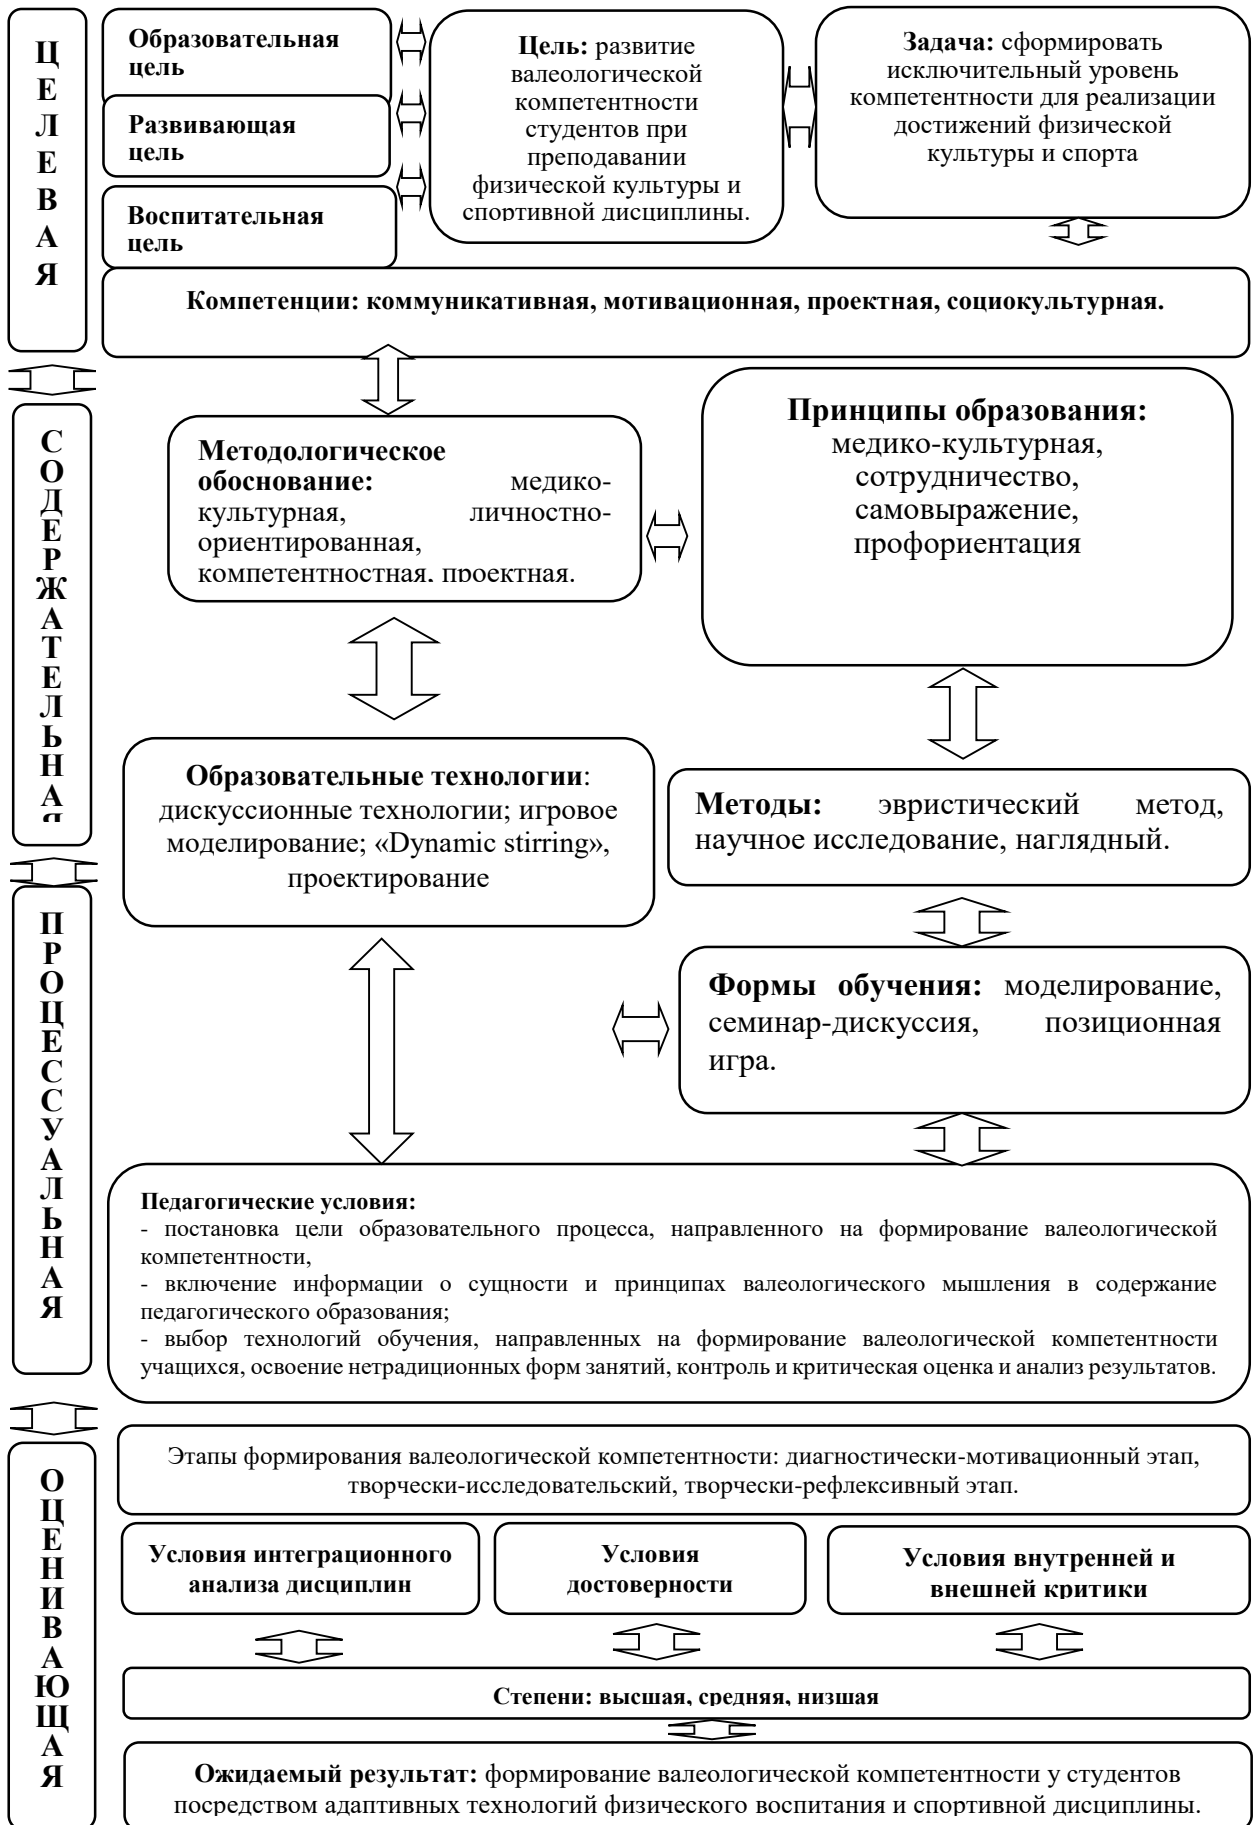 ЦЕЛЕВАЯ
Образовательная
цель
Развивающая
цель
Воспитательная
цель
Цель: развитие
валеологической
компетентности
студентов при
преподавании
физической культуры и
спортивной дисциплины.
Задача: сформировать
исключительный уровень
компетентности для реализации
достижений физической
культуры и спорта
Компетенции: коммуникативная, мотивационная, проектная, социокультурная.
СОДЕРЖАТЕЛЬНАЯ
Методологическое
обоснование: медико-
культурная, личностно-
ориентированная,
компетентностная, проектная.
Принципы образования:
медико-культурная,
сотрудничество,
самовыражение,
профориентация
Образовательные технологии:
дискуссионные технологии; игровое
моделирование; «Dynamic stirring»,
проектирование
Методы: эвристический метод,
научное исследование, наглядный.
ПРОЦЕССУАЛЬНАЯ
Формы обучения: моделирование,
семинар-дискуссия, позиционная
игра.
Педагогические условия:
- постановка цели образовательного процесса, направленного на формирование валеологической
компетентности,
- включение информации о сущности и принципах валеологического мышления в содержание
педагогического образования;
- выбор технологий обучения, направленных на формирование валеологической компетентности
учащихся, освоение нетрадиционных форм занятий, контроль и критическая оценка и анализ результатов.
ОЦЕНИВАЮЩАЯ
Этапы формирования валеологической компетентности: диагностически-мотивационный этап,
творчески-исследовательский, творчески-рефлексивный этап.
Условия интеграционного
анализа дисциплин
Условия
достоверности
Условия внутренней и
внешней критики
Степени: высшая, средняя, низшая
Ожидаемый результат: формирование валеологической компетентности у студентов
посредством адаптивных технологий физического воспитания и спортивной дисциплины.